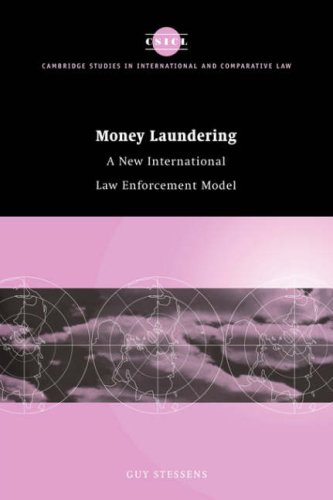 CSICL
CAMBRIDGE STUDIES IN INTERNATIONAL AND COMPARATIVE LAW
Money Laundering
A New International
Law Enforcement Model
GUY STESSENS